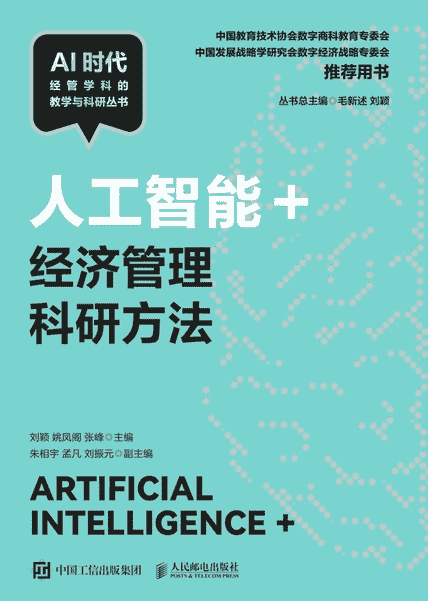 中国教育技术协会数字商科教育专委会
中国发展战略学研究会数字经济战略专委会
推荐用书
丛书总主编◇毛新述 刘颖
AI 时代
经管学科的
教学与科研丛书
人工智能+
经济管理
科研方法
刘颖 姚凤阁 张峰◇主编
朱相宇 孟凡 刘振元◇副主编
ARTIFICIAL
INTELLIGENCE +
中国工信出版集团
人民邮电出版社
POSTS & TELECOM PRESS